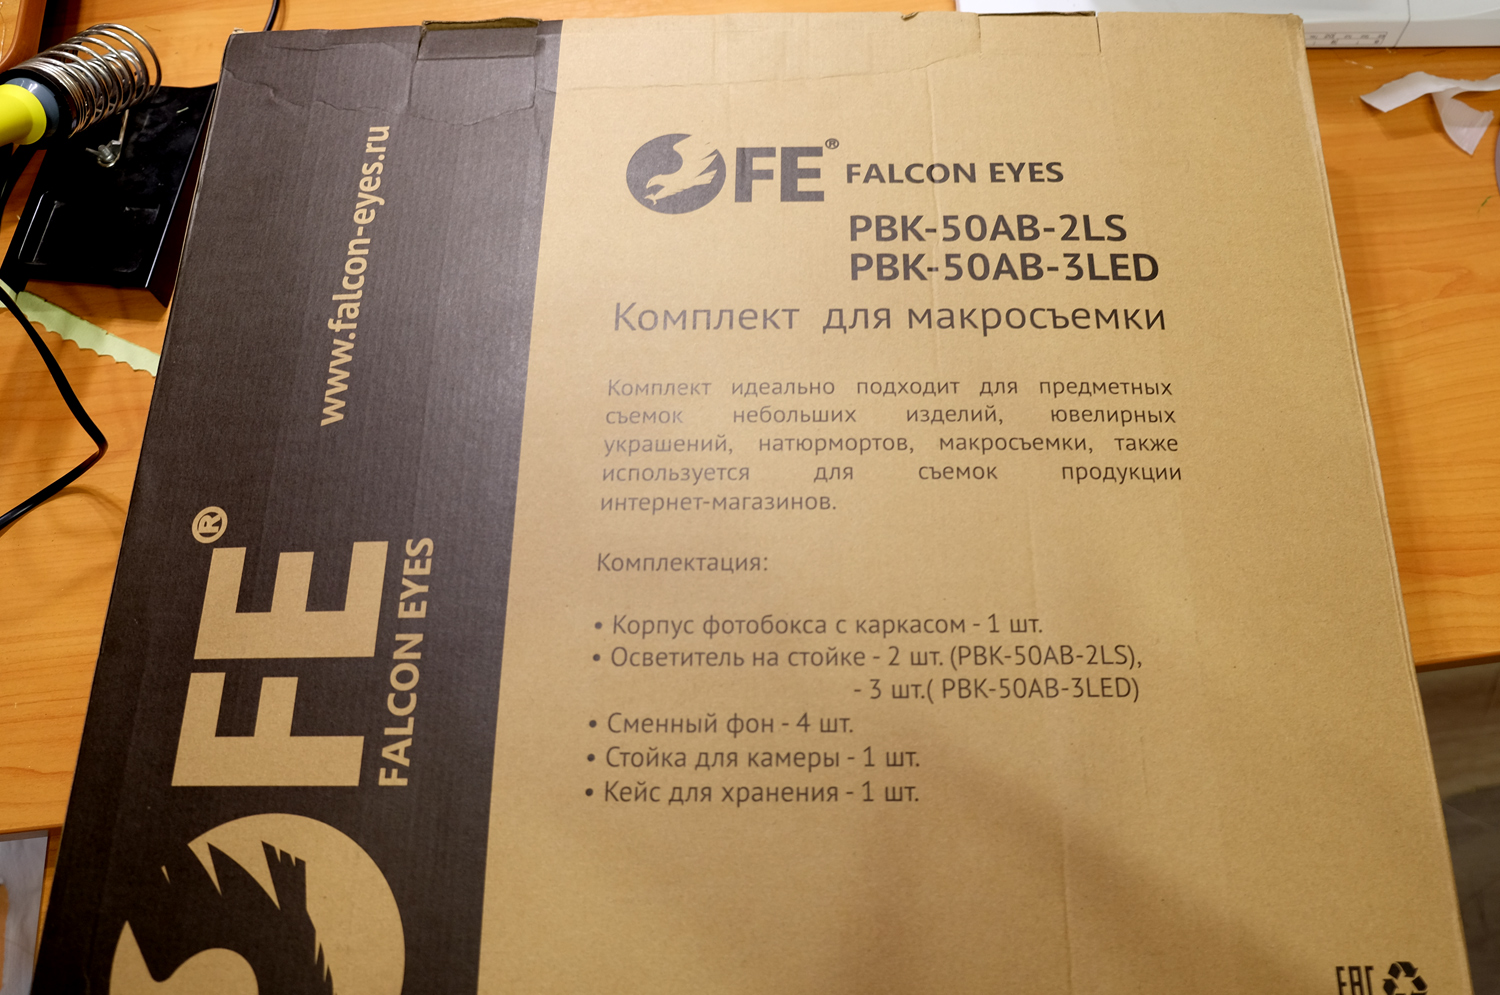 www.falcon-eyes.ru
FE®
FALCON EYES
FE®
FALCON EYES
PBK-50AB-2LS
PBK-50AB-3LED
Комплект для макросъемки
Комплект идеально подходит для предметных
съемок небольших изделий, ювелирных
украшений, натюрмортов, макросъемки, также
используется для съемок продукции
интернет-магазинов.
Комплектация:
• Корпус фотобокса с каркасом - 1 шт.
• Осветитель на стойке - 2 шт. (PBK-50AB-2LS),
- 3 шт.( PBK-50AB-3LED)
• Сменный фон - 4 шт.
• Стойка для камеры - 1 шт.
• Кейс для хранения - 1 шт.
EAC